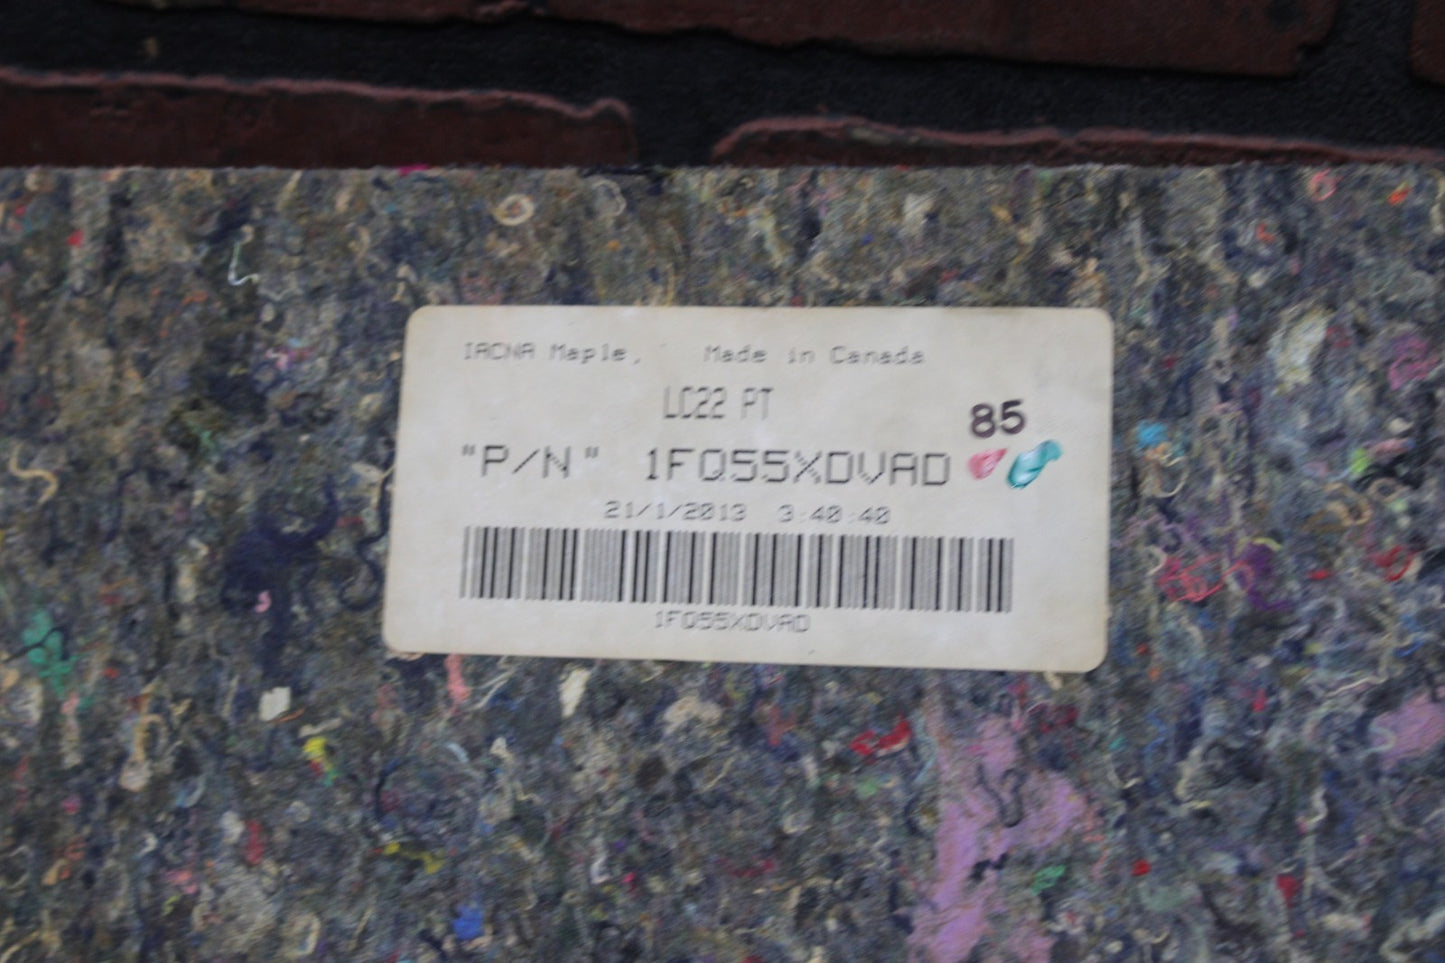 IACNA Maple, Made in Canada
LC22 PT
85
"P/N" 1FQ55XDVAD
21/1/2013 3:40:40
1FQ55XDVAD